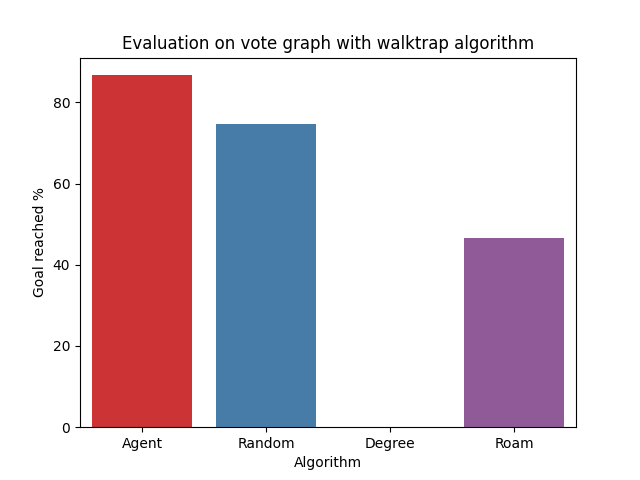 Evaluation on vote graph with walktrap algorithm
Goal reached %
80
60
40
20
0
Agent Random Degree Roam
Algorithm